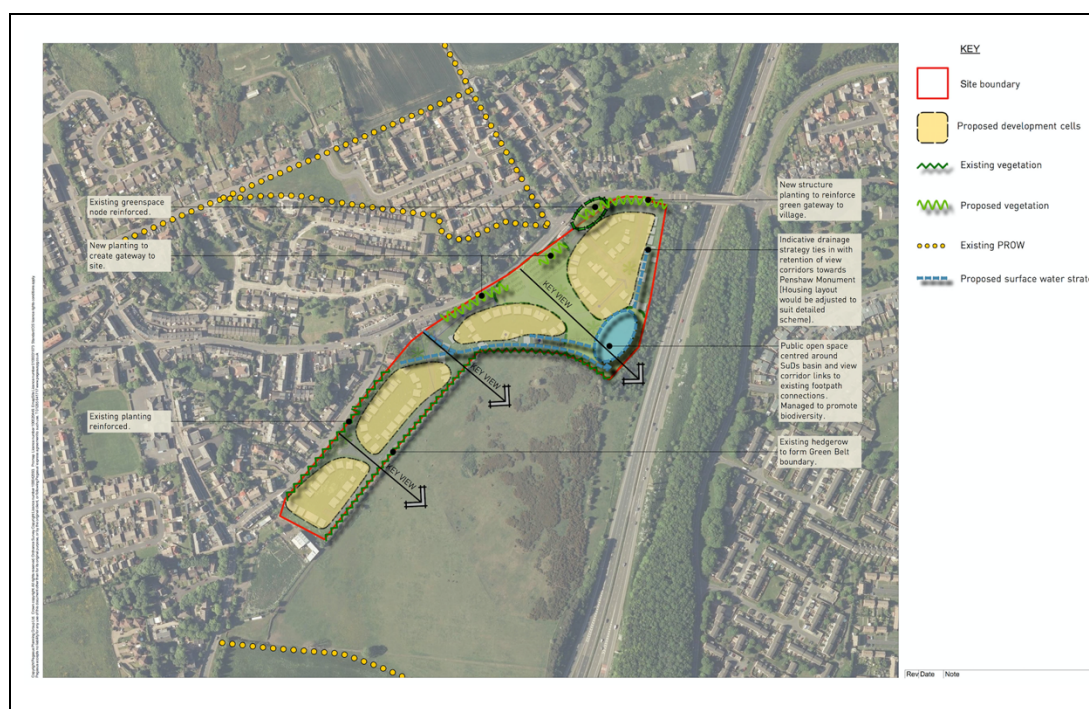 KEY
Site boundary
Proposed development cells
Existing vegetation
Proposed vegetation
Existing PROW
Proposed surface water strate
Existing greenspace
node reinforced.
New planting to
create gateway to
site.
Existing planting
reinforced.
KEY VIEW
KEY VIEW
KEY VIEW
New structure
planting to reinforce
green gateway to
village.
Indicative drainage
strategy ties in with
retention of view
corridors towards
Penshaw Monument
(Housing layout
would be adjusted to
suit detailed
scheme).
Public open space
centred around
SuDs basin and view
corridor links to
existing footpath
connections.
Managed to promote
biodiversity.
Existing hedgerow
to form Green Belt
boundary.
Rev Date Note